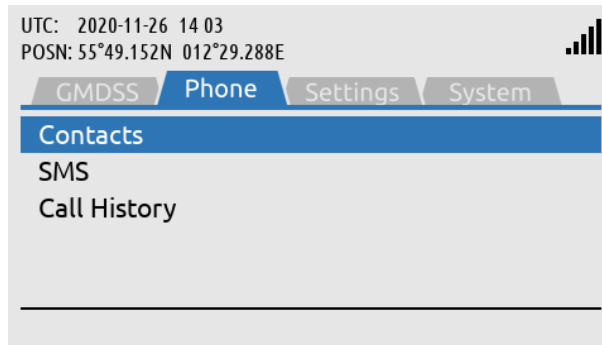 UTC: 2020-11-26 14 03
POSN: 55°49.152N 012°29.288E
GMDSS Phone Settings System
Contacts
SMS
Call History